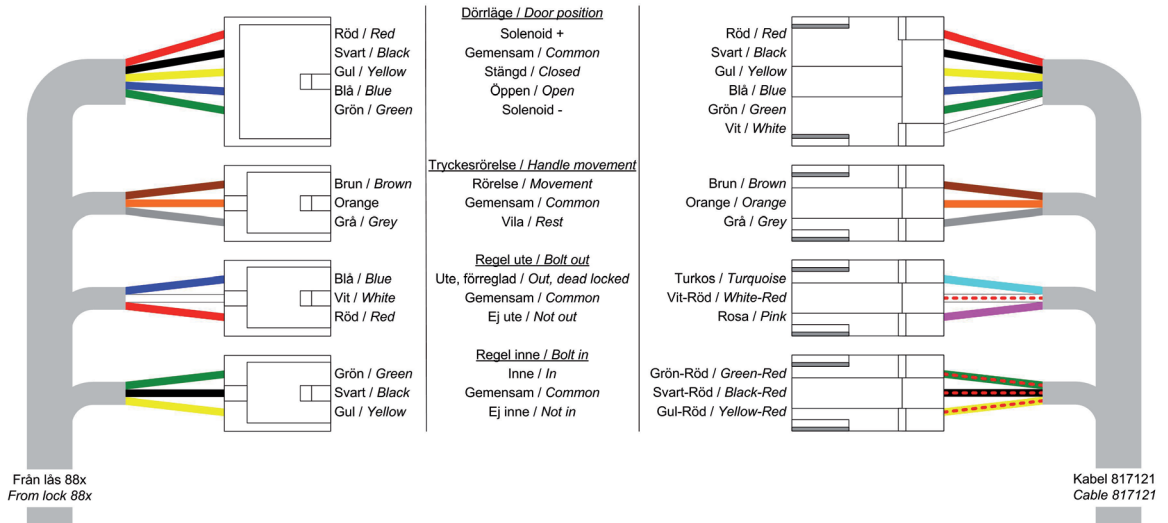 Dörrläge / Door position
Röd / Red
Solenoid +
Röd / Red
Svart / Black
Gemensam / Common
Svart / Black
Gul / Yellow
Stängd / Closed
Gul / Yellow
Blå / Blue
Öppen / Open
Blå / Blue
Grön / Green
Solenoid -
Grön / Green
Vit / White
Tryckesrörelse / Handle movement
Brun / Brown
Rörelse / Movement
Brun / Brown
Orange
Gemensam / Common
Orange / Orange
Grå / Grey
Vila / Rest
Grå / Grey
Regel ute / Bolt out
Blå / Blue
Ute, förreglad / Out, dead locked
Turkos / Turquoise
Vit / White
Gemensam / Common
Vit-Röd / White-Red
Röd / Red
Ej ute / Not out
Rosa / Pink
Regel inne / Bolt in
Grön / Green
Inne / In
Grön-Röd / Green-Red
Svart / Black
Gemensam / Common
Svart-Röd / Black-Red
Gul / Yellow
Ej inne / Not in
Gul-Röd / Yellow-Red
Från lås 88x
From lock 88x
Kabel 817121
Cable 817121